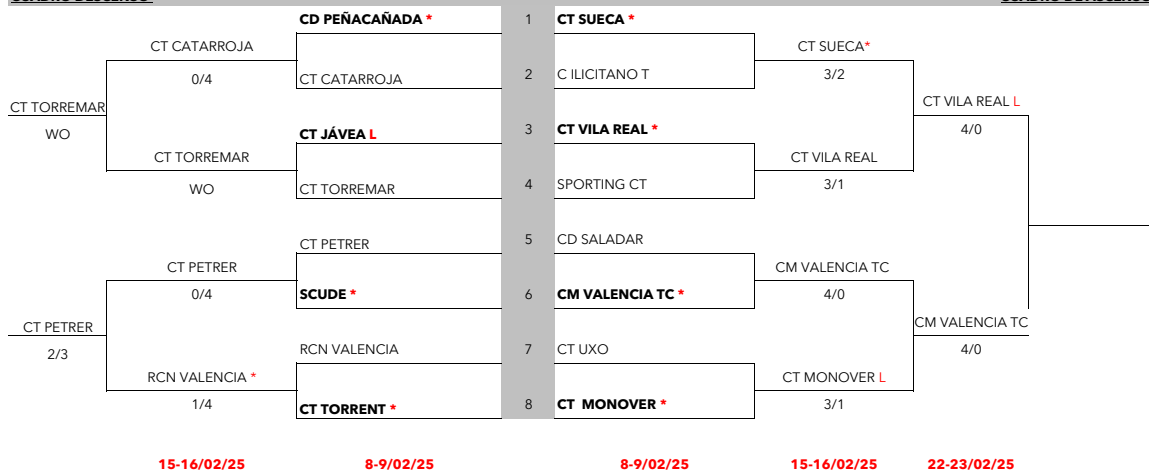 CD PEÑACAÑADA * 1 CT SUECA *
CT CATARROJA CT SUECA*
0/4 CT CATARROJA 2 C ILICITANO T 3/2
CT TORREMAR CT VILA REAL L
WO CT JÁVEA L 3 CT VILA REAL * 4/0
CT TORREMAR CT VILA REAL
WO CT TORREMAR 4 SPORTING CT 3/1
CT PETRER 5 CD SALADAR
CT PETRER CM VALENCIA TC
0/4 SCUDE * 6 CM VALENCIA TC * 4/0
CT PETRER CM VALENCIA TC
2/3 RCN VALENCIA 7 CT UXO 4/0
RCN VALENCIA * CT MONOVER L
1/4 CT TORRENT * 8 CT MONOVER * 3/1
15-16/02/25 8-9/02/25 8-9/02/25 15-16/02/25 22-23/02/25